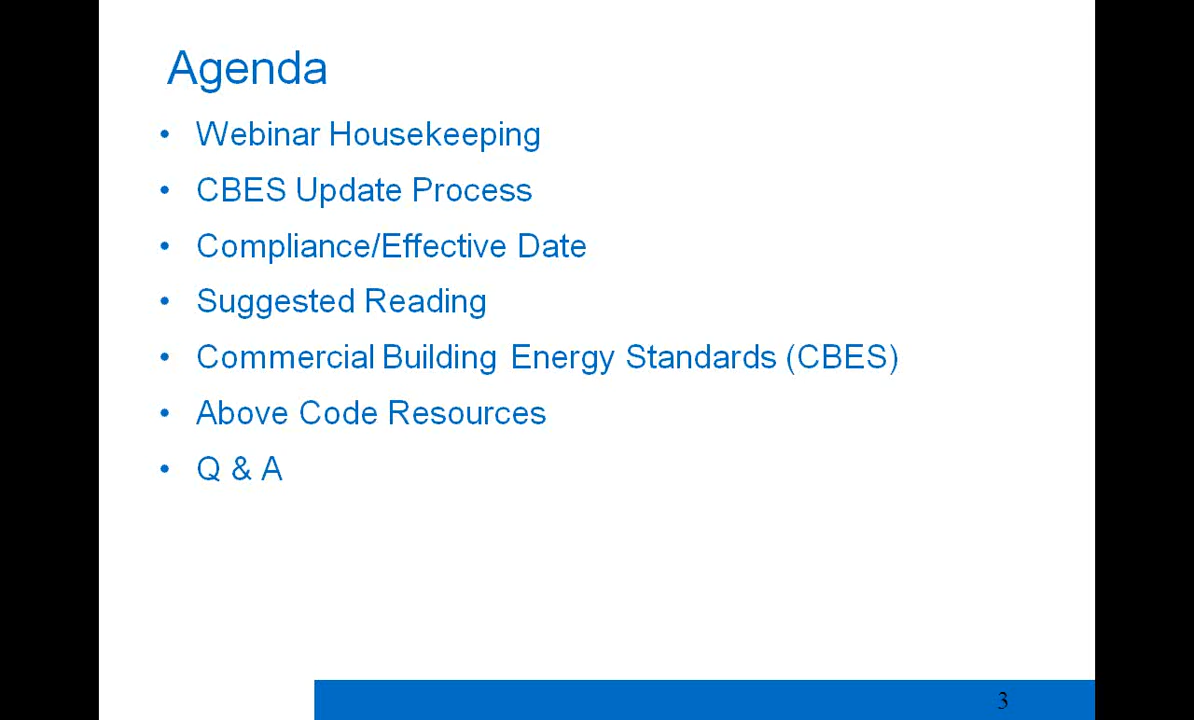 Agenda
• Webinar Housekeeping
• CBES Update Process
• Compliance/Effective Date
• Suggested Reading
• Commercial Building Energy Standards (CBES)
• Above Code Resources
• Q & A
3